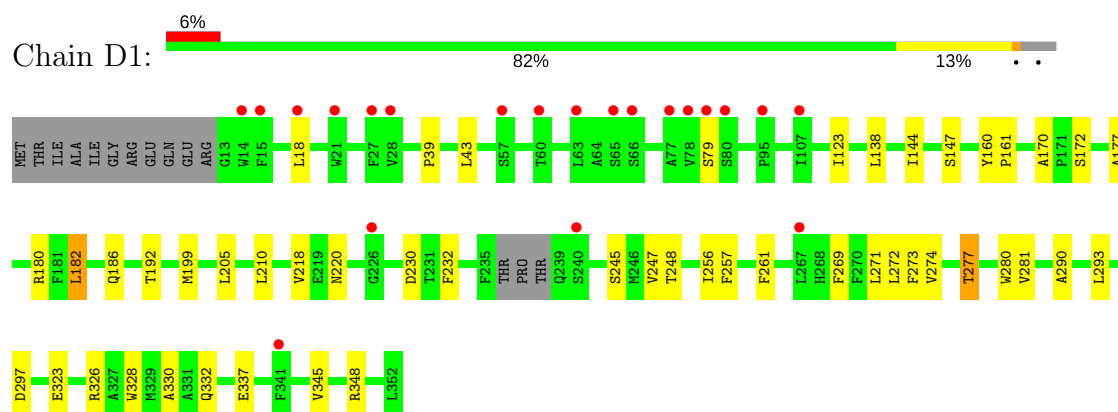 6%
Chain D1:
82% 13% • •
MET THR ILE ALA ILE GLY ARG GLU GLN GLU ARG G13 W14 F15 L18 W21 F27 V28 P39 L43 S57 T60 L63 A64 S65 S66 A77 V78 S79 S80 P95 I107 I123 L138 I144 S147 Y160 P161 A170 P171 S172 A177
R180 F181 L182 Q186 T192 M199 L205 L210 V218 E219 N220 G226 D230 T231 F232 F235 THR PRO THR Q239 S240 S245 M246 V247 T248 I256 F257 F261 L267 H268 F269 F270 L271 L272 F273 V274 T277 W280 V281 A290 L293
D297 E323 R326 A327 W328 M329 A330 A331 Q332 E337 F341 V345 R348 L352